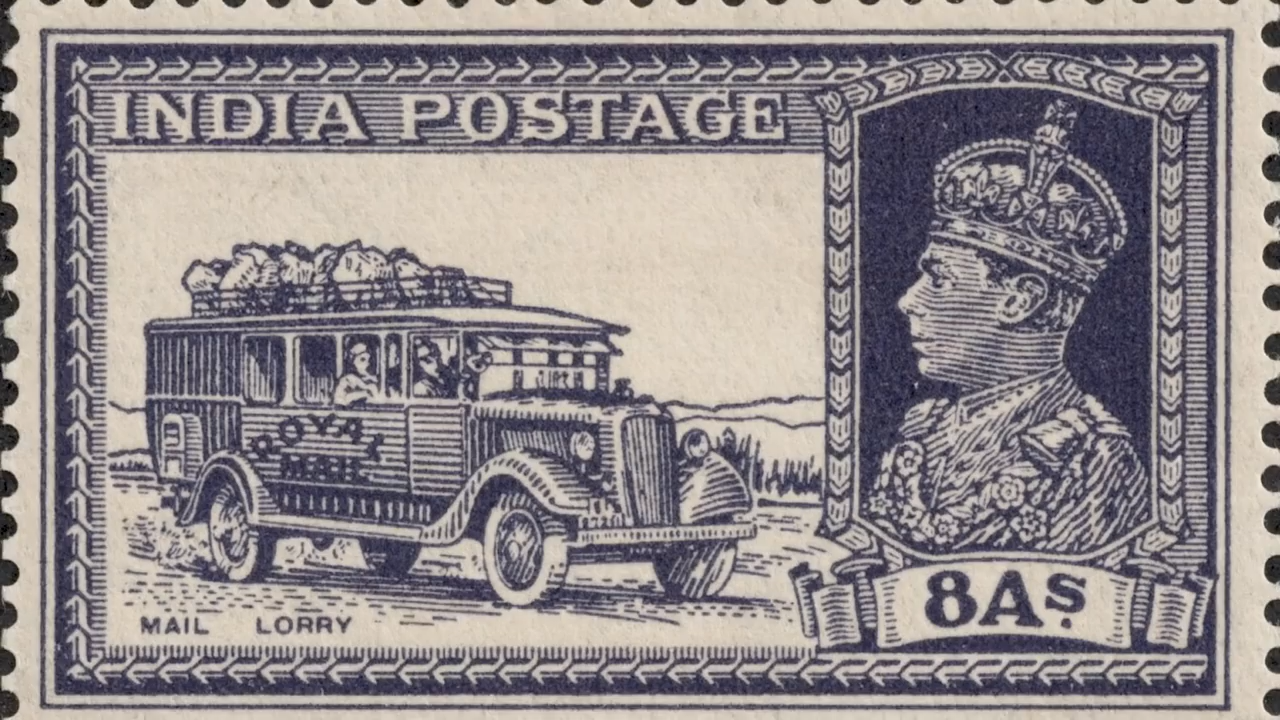 INDIA POSTAGE
ROYAL
MAIL
MAIL LORRY
8As.